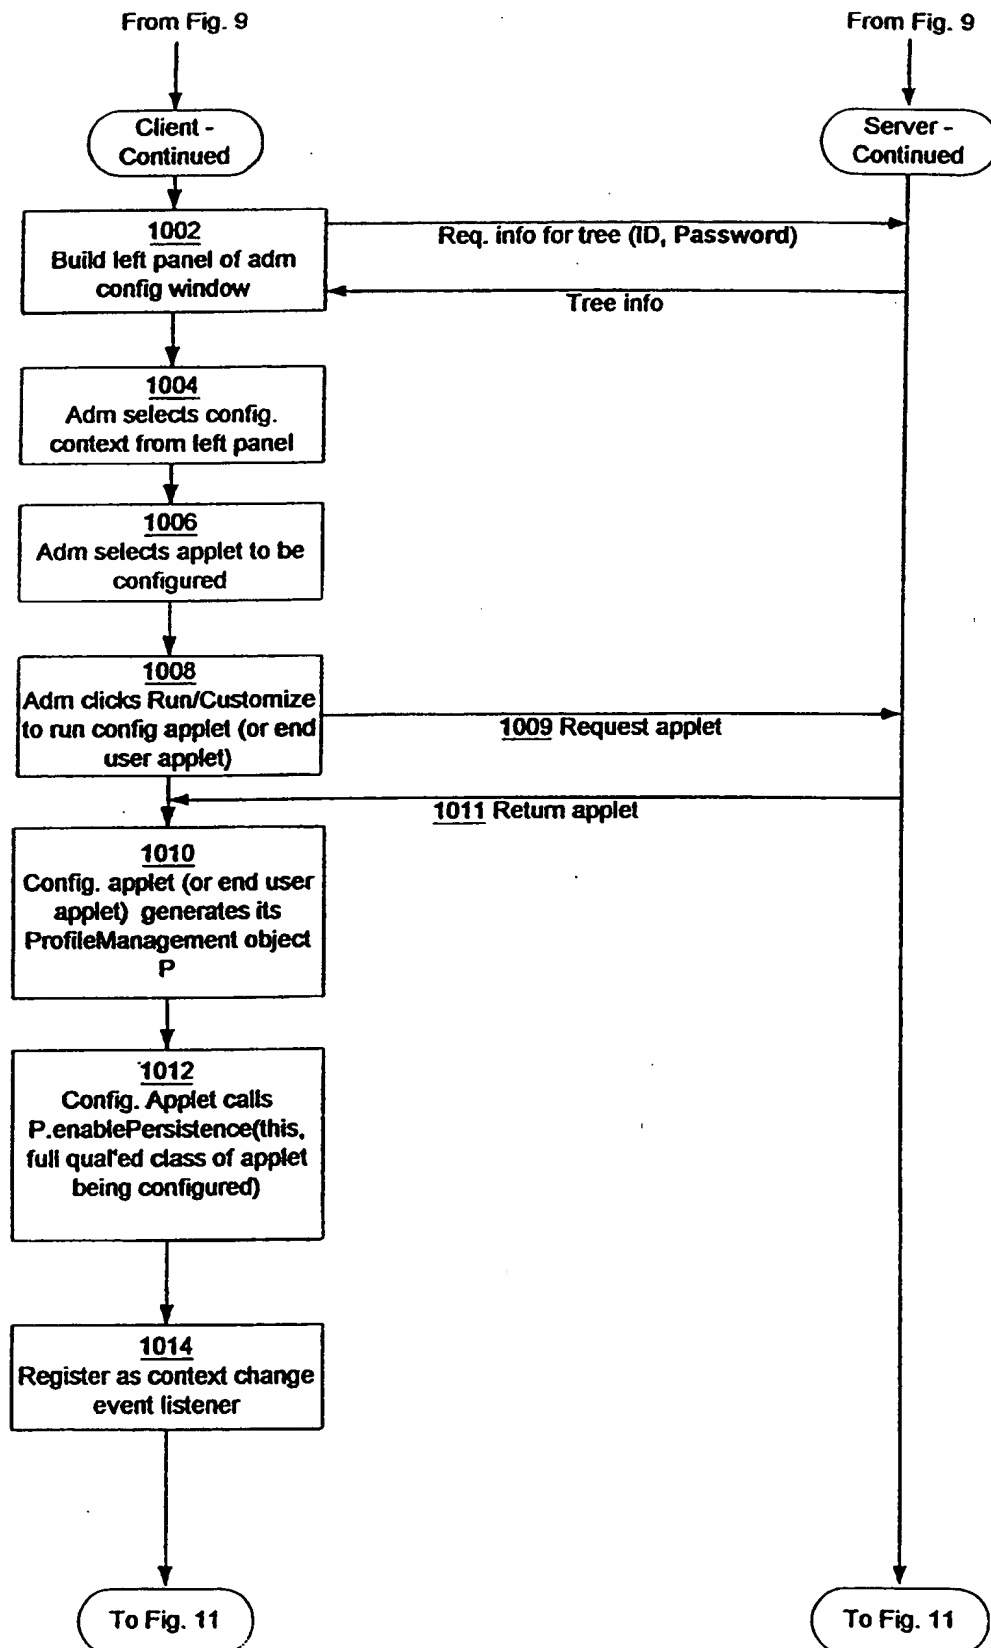 From Fig. 9
From Fig. 9
Client -
Continued
Server -
Continued
1002
Build left panel of adm
config window
Req. info for tree (ID, Password)
Tree info
1004
Adm selects config.
context from left panel
1006
Adm selects applet to be
configured
1008
Adm clicks Run/Customize
to run config applet (or end
user applet)
1009 Request applet
1011 Return applet
1010
Config. applet (or end user
applet) generates its
ProfileManagement object
P
1012
Config. Applet calls
P.enablePersistence(this,
full qual'ed class of applet
being configured)
1014
Register as context change
event listener
To Fig. 11
To Fig. 11